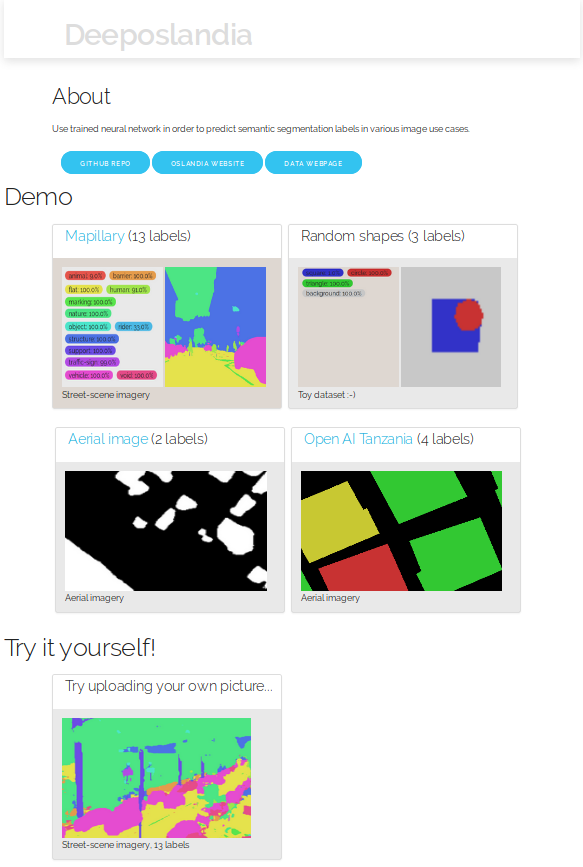 Deeposlandia
About
Use trained neural network in order to predict semantic segmentation labels in various image use cases.
GITHUB REPO OSLANDIA WEBSITE DATA WEBPAGE
Demo
Mapillary (13 labels)
animal: 9.0% barrier: 100.0%
flat: 100.0% human: 91.0%
marking: 100.0%
nature: 100.0%
object: 100.0% rider: 33.0%
structure: 100.0%
support: 100.0%
traffic-sign: 99.0%
vehicle: 100.0% void: 100.0%
Street-scene imagery
Random shapes (3 labels)
circle: 100.0%
triangle: 100.0%
background: 100.0%
Toy dataset :-)
Aerial image (2 labels)
Aerial imagery
Open AI Tanzania (4 labels)
Aerial imagery
Try it yourself!
Try uploading your own picture...
Street-scene imagery, 13 labels